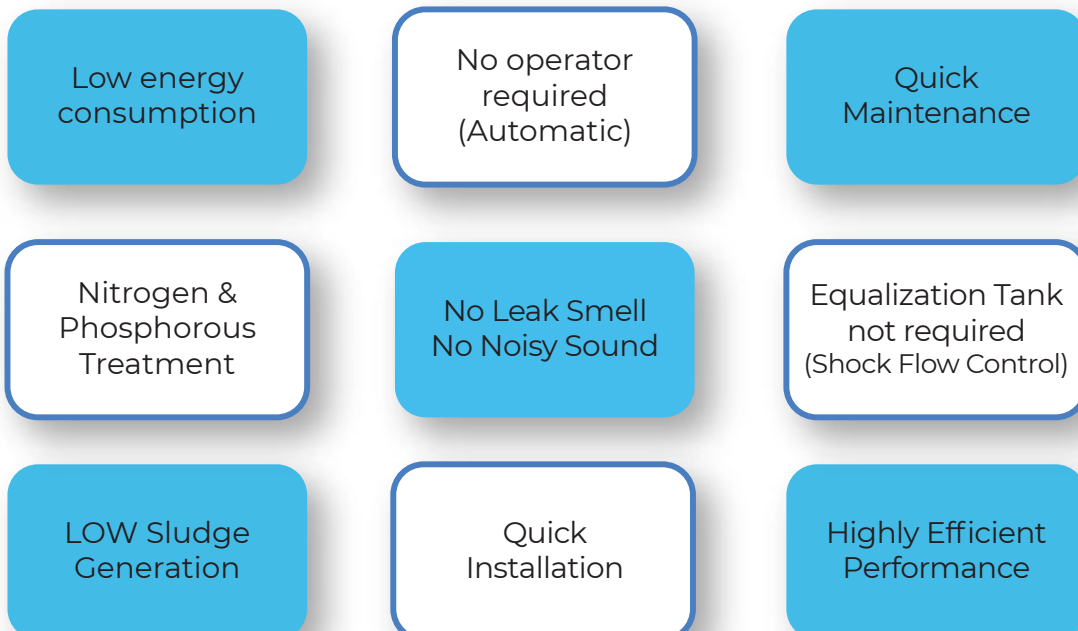 Low energy
consumption
No operator
required
(Automatic)
Quick
Maintenance
Nitrogen &
Phosphorous
Treatment
No Leak Smell
No Noisy Sound
Equalization Tank
not required
(Shock Flow Control)
LOW Sludge
Generation
Quick
Installation
Highly Efficient
Performance